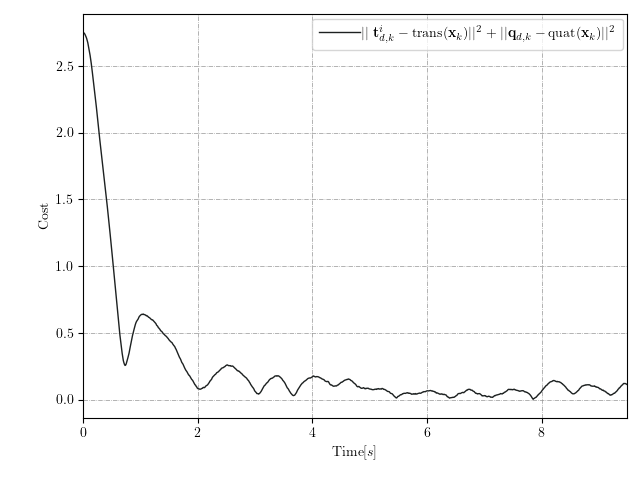 || t^i_{d,k} − trans(x_k)||^2 + ||q_{d,k} − quat(x_k)||^2
2.5
2.0
1.5
1.0
0.5
0.0
Cost
0 2 4 6 8
Time[s]